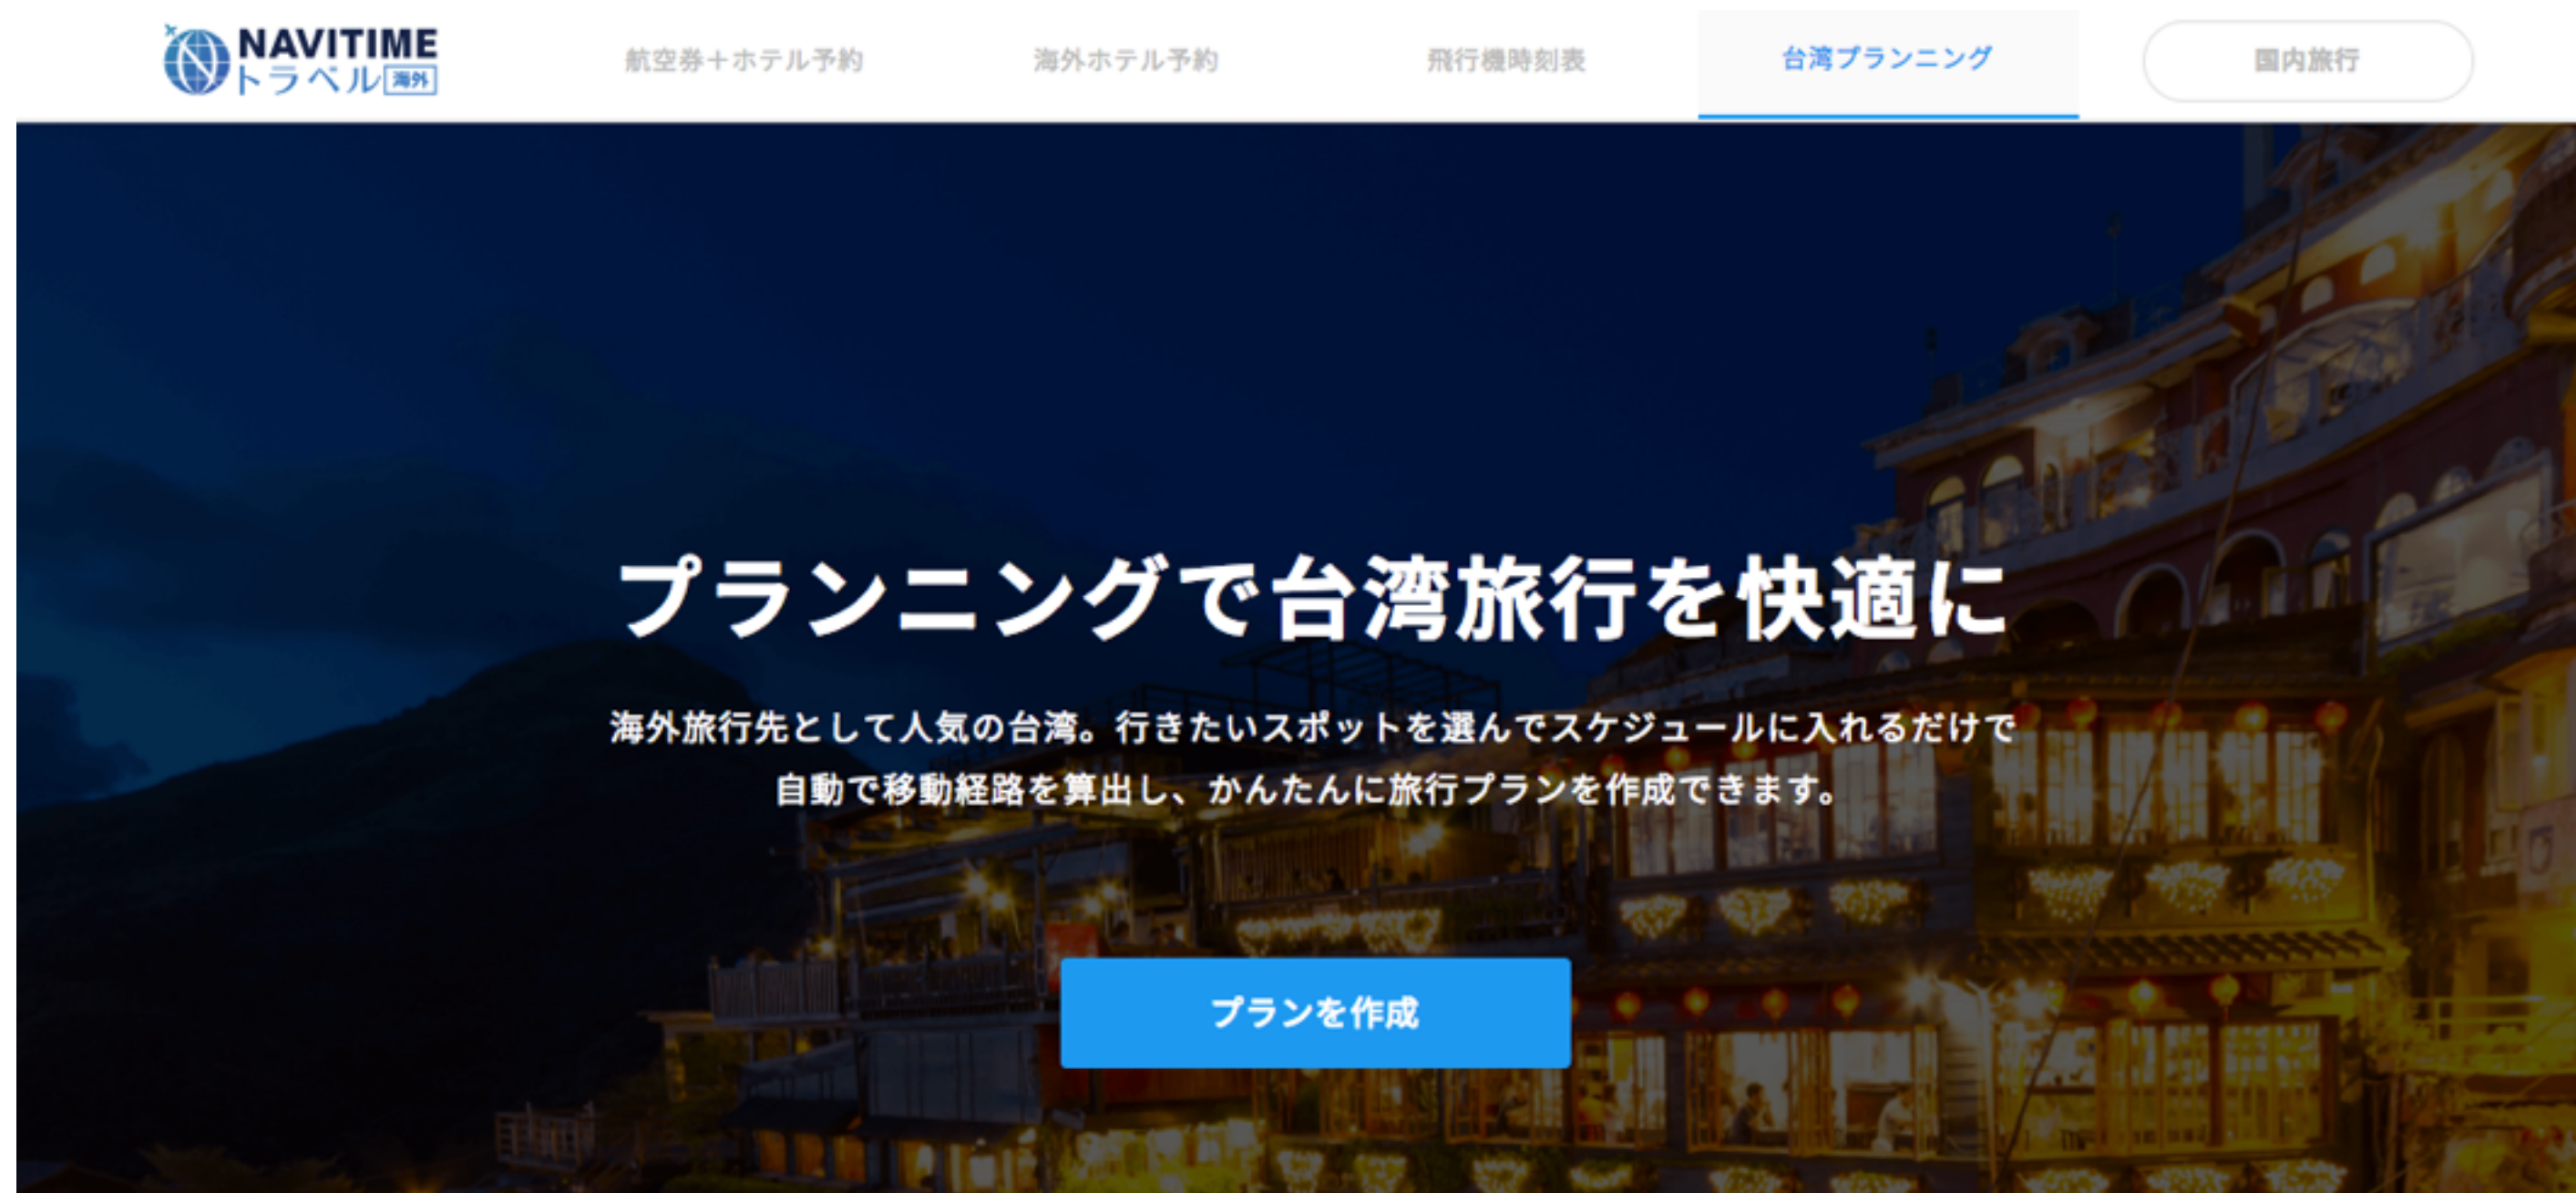 NAVITIME
トラベル 海外
航空券＋ホテル予約
海外ホテル予約
飛行機時刻表
台湾プランニング
国内旅行
プランニングで台湾旅行を快適に
海外旅行先として人気の台湾。行きたいスポットを選んでスケジュールに入れるだけで
自動で移動経路を算出し、かんたんに旅行プランを作成できます。
プランを作成